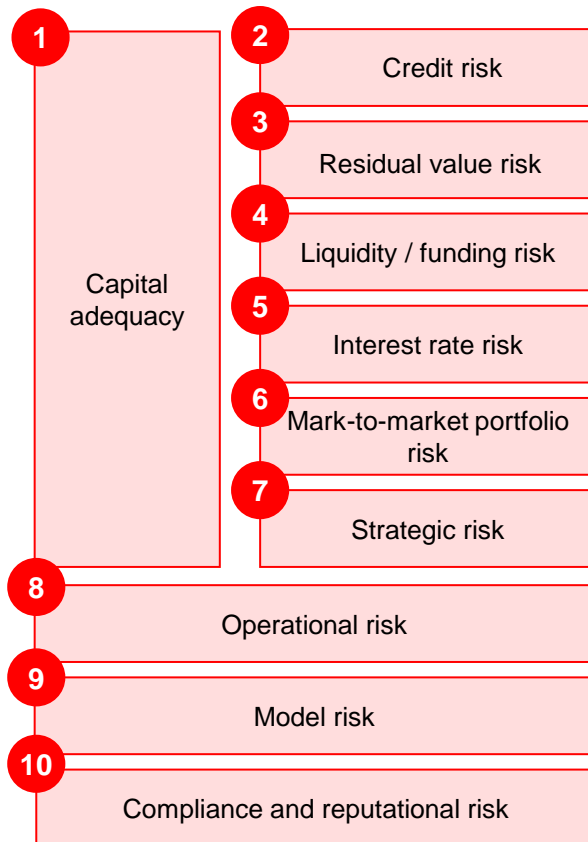 1
Capital
adequacy
2
Credit risk
3
Residual value risk
4
Liquidity / funding risk
5
Interest rate risk
6
Mark-to-market portfolio
risk
7
Strategic risk
8
Operational risk
9
Model risk
10
Compliance and reputational risk